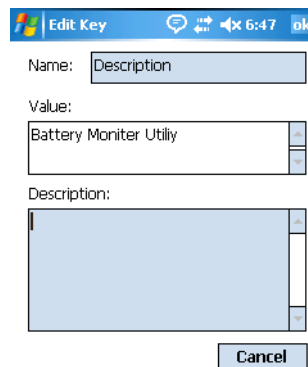 Edit Key 6:47 ok
Name: Description
Value:
Battery Moniter Utiliy
Description:
Cancel